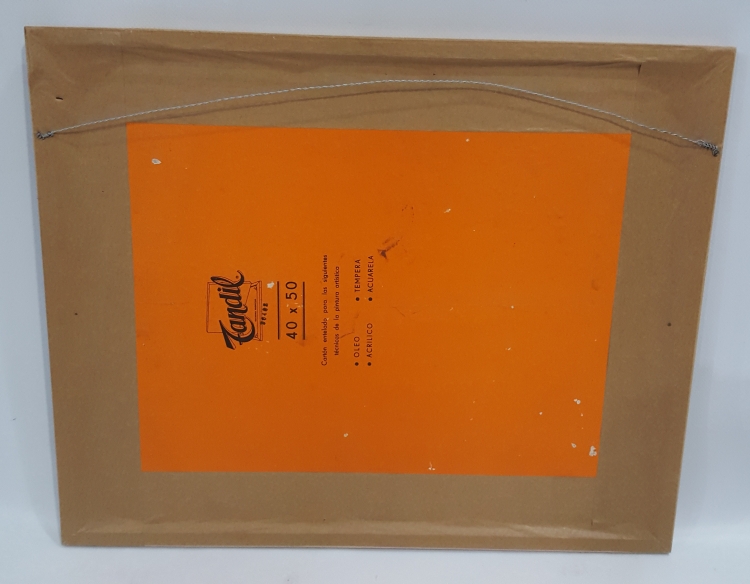 Tandil.
40 x 50
Cartón entelado para las siguientes
técnicas de la pintura artística
• OLEO • TEMPERA
• ACRILICO • ACUARELA